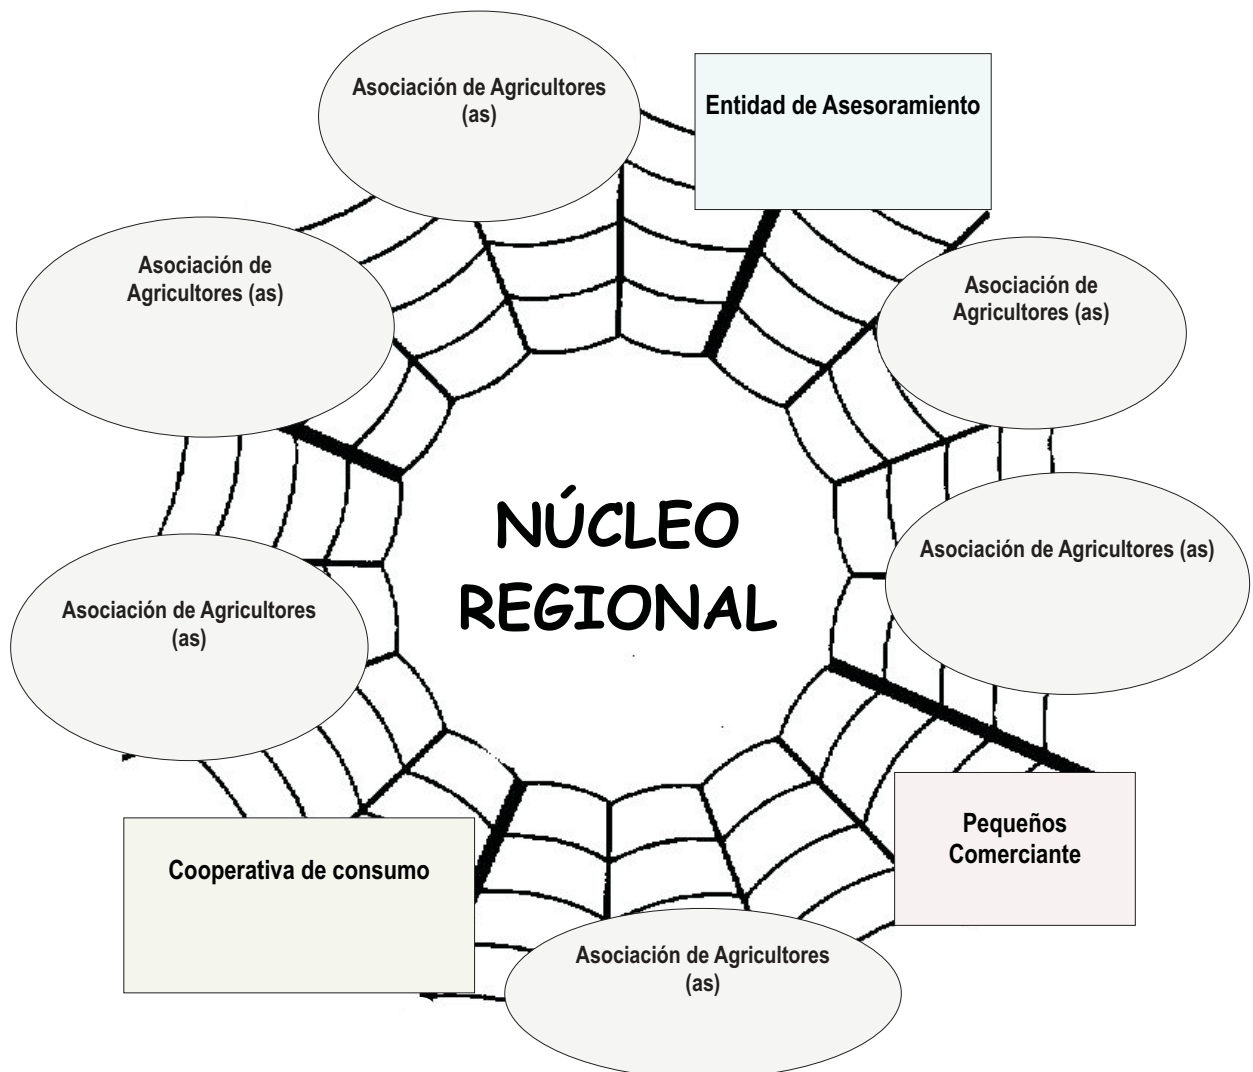 Asociación de Agricultores
(as)
Entidad de Asesoramiento
Asociación de
Agricultores (as)
Asociación de
Agricultores (as)
NÚCLEO
REGIONAL
Asociación de Agricultores (as)
Asociación de Agricultores
(as)
Pequeños
Comerciante
Cooperativa de consumo
Asociación de Agricultores
(as)